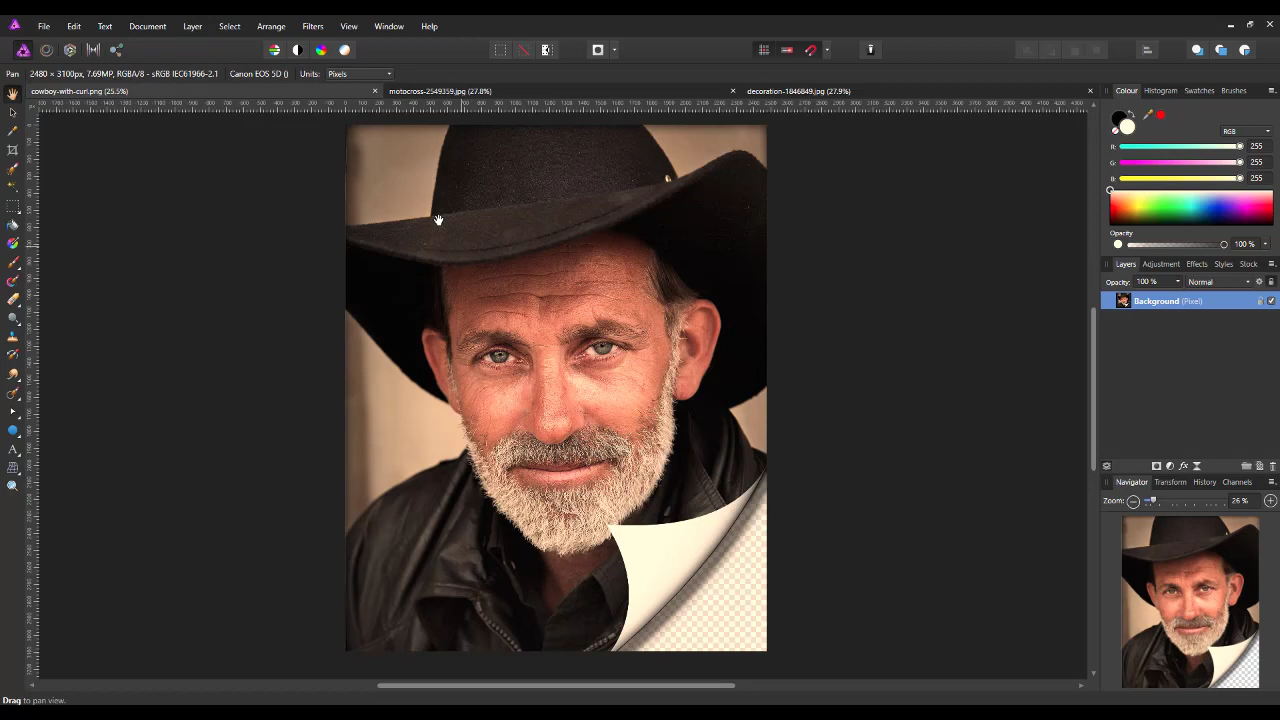 File Edit Text Document Layer Select Arrange Filters View Window Help
Pan 2480 × 3100px, 7.69MP, RGBA/8 - sRGB IEC61966-2.1 Canon EOS 5D () Units: Pixels
cowboy-with-curl.png (25.5%) motocross-2549359.jpg (27.8%) decoration-1846849.jpg (27.9%)
Colour Histogram Swatches Brushes
RGB
R: 255
G: 255
B: 255
Opacity
100 %
Layers Adjustment Effects Styles Stock
Opacity: 100 % Normal
Background (Pixel)
Navigator Transform History Channels
Zoom: 26 %
Drag to pan view.